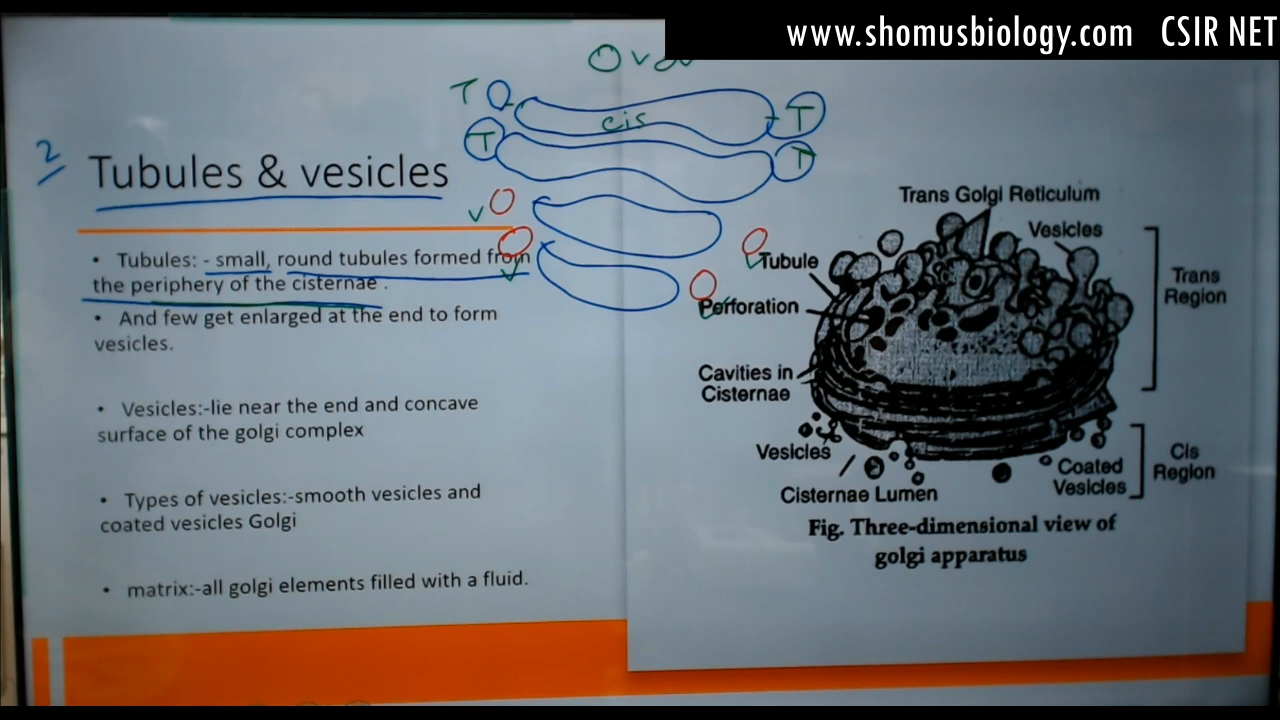 www.shomusbiology.com CSIR NET
T
cis
T
T
T
2
Tubules & vesicles
v
v
• Tubules: - small, round tubules formed from
the periphery of the cisternae .
• And few get enlarged at the end to form
vesicles.
• Vesicles:-lie near the end and concave
surface of the golgi complex
• Types of vesicles:-smooth vesicles and
coated vesicles Golgi
• matrix:-all golgi elements filled with a fluid.
Trans Golgi Reticulum
Vesicles
Tubule
Trans
Region
Perforation
Cavities in
Cisternae
Vesicles
Cisternae Lumen
Coated
Vesicles
Cis
Region
Fig. Three-dimensional view of
golgi apparatus